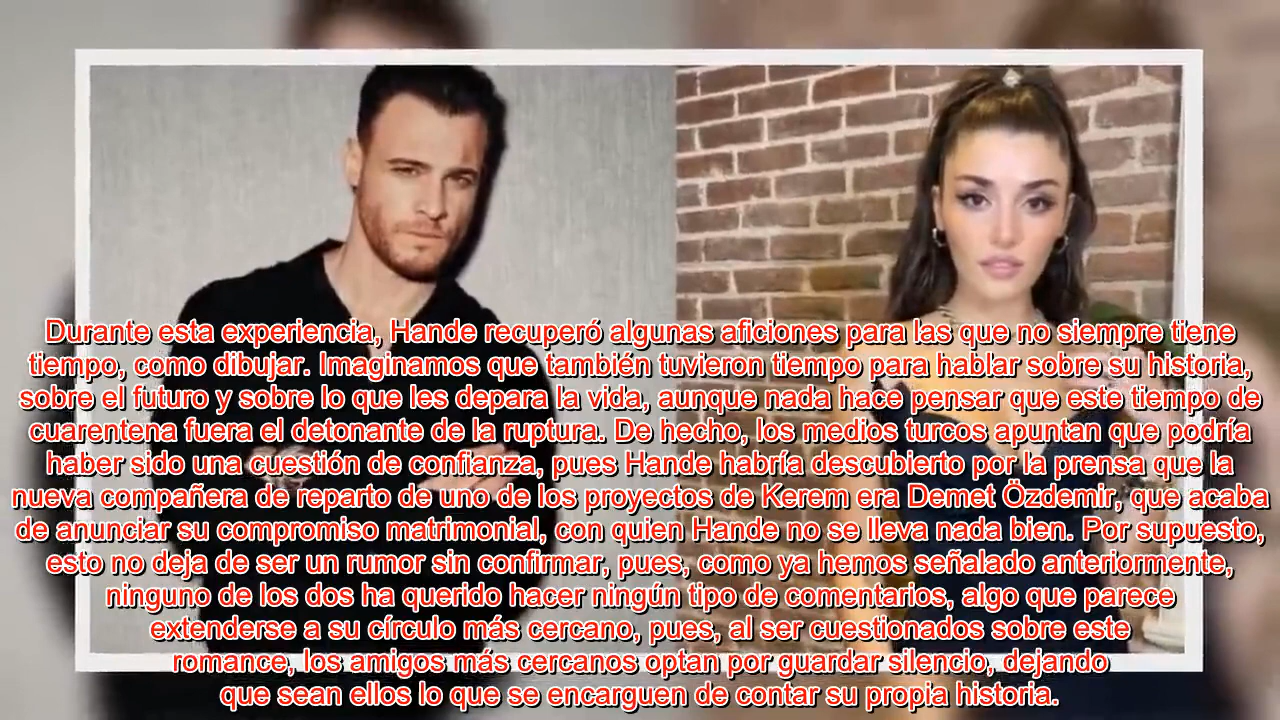 Durante esta experiencia, Hande recuperó algunas aficiones para las que no siempre tiene
tiempo, como dibujar. Imaginamos que también tuvieron tiempo para hablar sobre su historia,
sobre el futuro y sobre lo que les depara la vida, aunque nada hace pensar que este tiempo de
cuarentena fuera el detonante de la ruptura. De hecho, los medios turcos apuntan que podría
haber sido una cuestión de confianza, pues Hande habría descubierto por la prensa que la
nueva compañera de reparto de uno de los proyectos de Kerem era Demet Özdemir, que acaba
de anunciar su compromiso matrimonial, con quien Hande no se lleva nada bien. Por supuesto,
esto no deja de ser un rumor sin confirmar, pues, como ya hemos señalado anteriormente,
ninguno de los dos ha querido hacer ningún tipo de comentarios, algo que parece
extenderse a su círculo más cercano, pues, al ser cuestionados sobre este
romance, los amigos más cercanos optan por guardar silencio, dejando
que sean ellos lo que se encarguen de contar su propia historia.